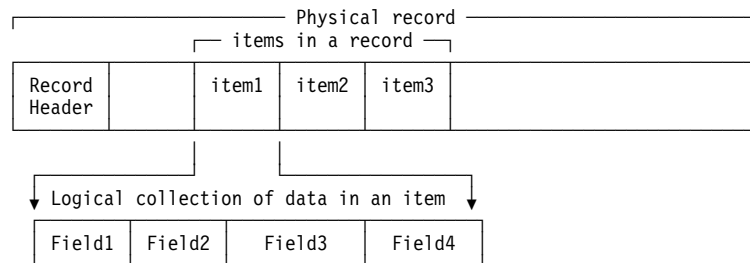 Physical record
items in a record
Record Header item1 item2 item3
Logical collection of data in an item
Field1 Field2 Field3 Field4